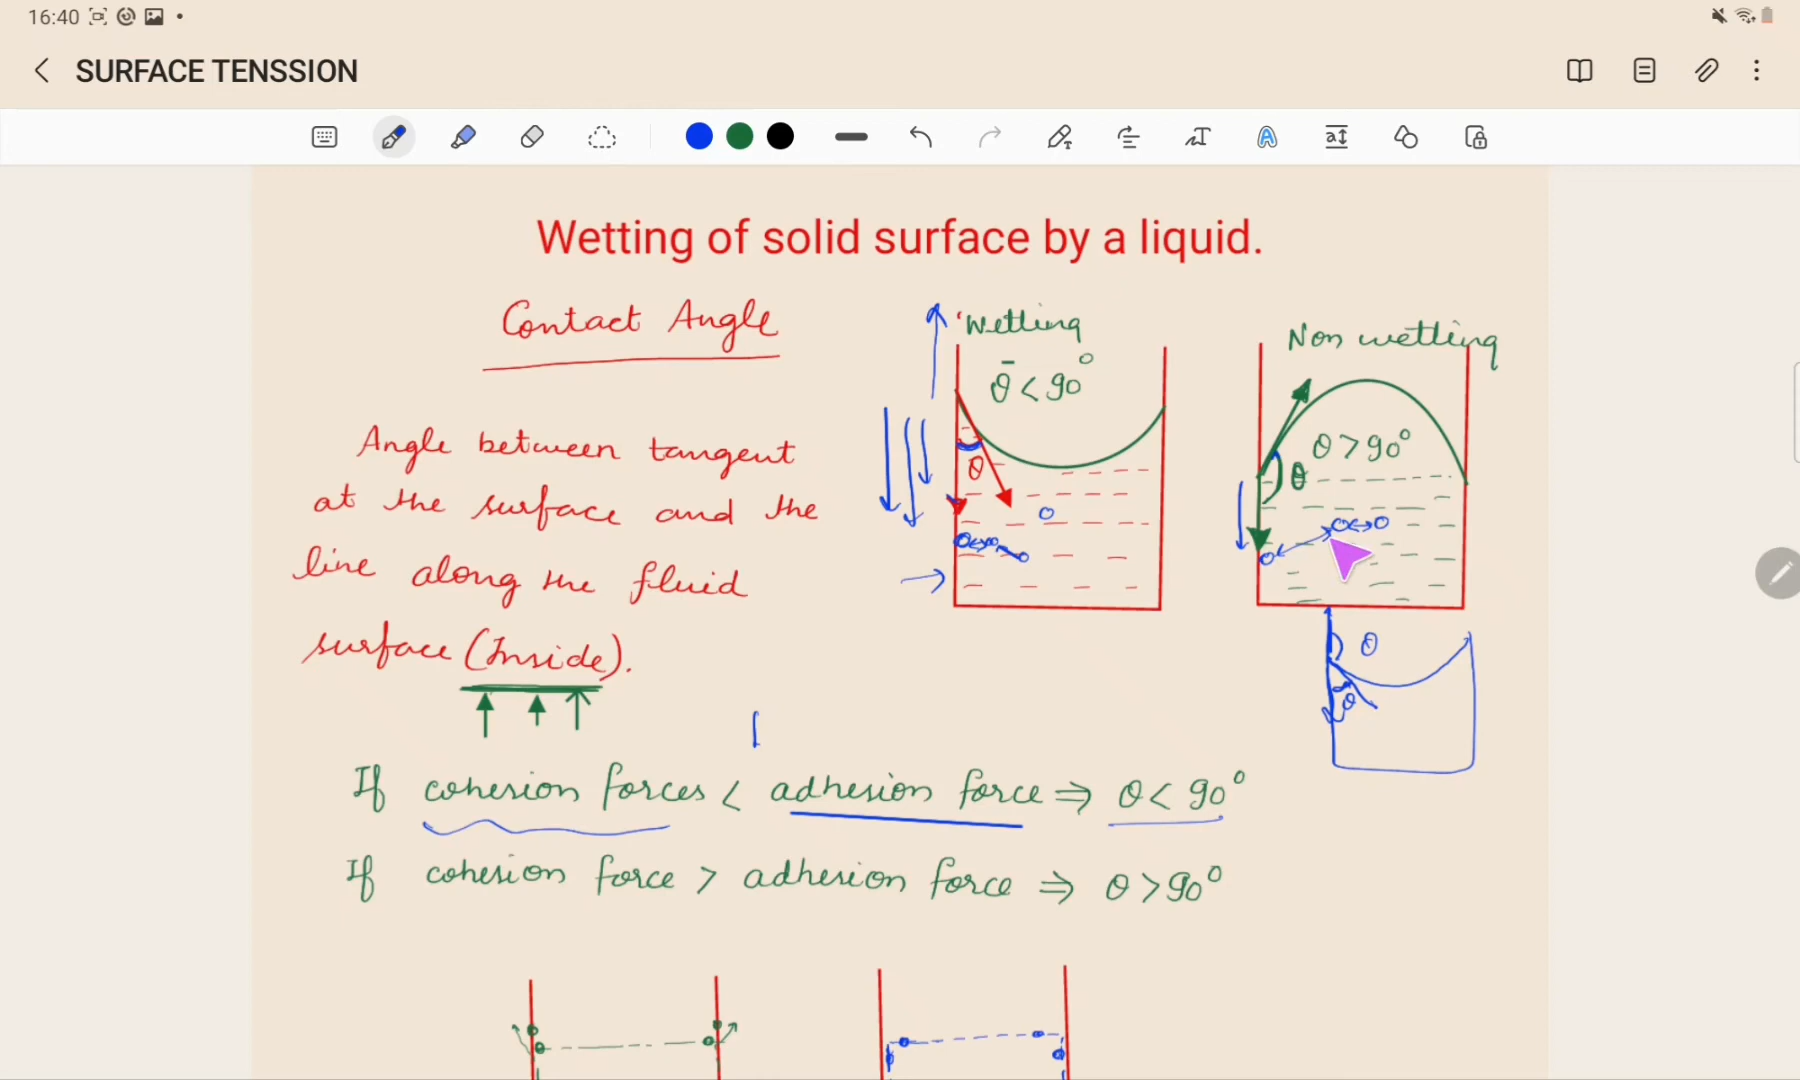 16:40
SURFACE TENSSION
Wetting of solid surface by a liquid.
Contact Angle
Wetting
θ < 90°
θ
Non wetting
θ > 90°
θ
Angle between tangent
at the surface and the
line along the fluid
surface (Inside).
θ
θ
If cohesion forces < adhesion force ⇒ θ < 90°
If cohesion force > adhesion force ⇒ θ > 90°